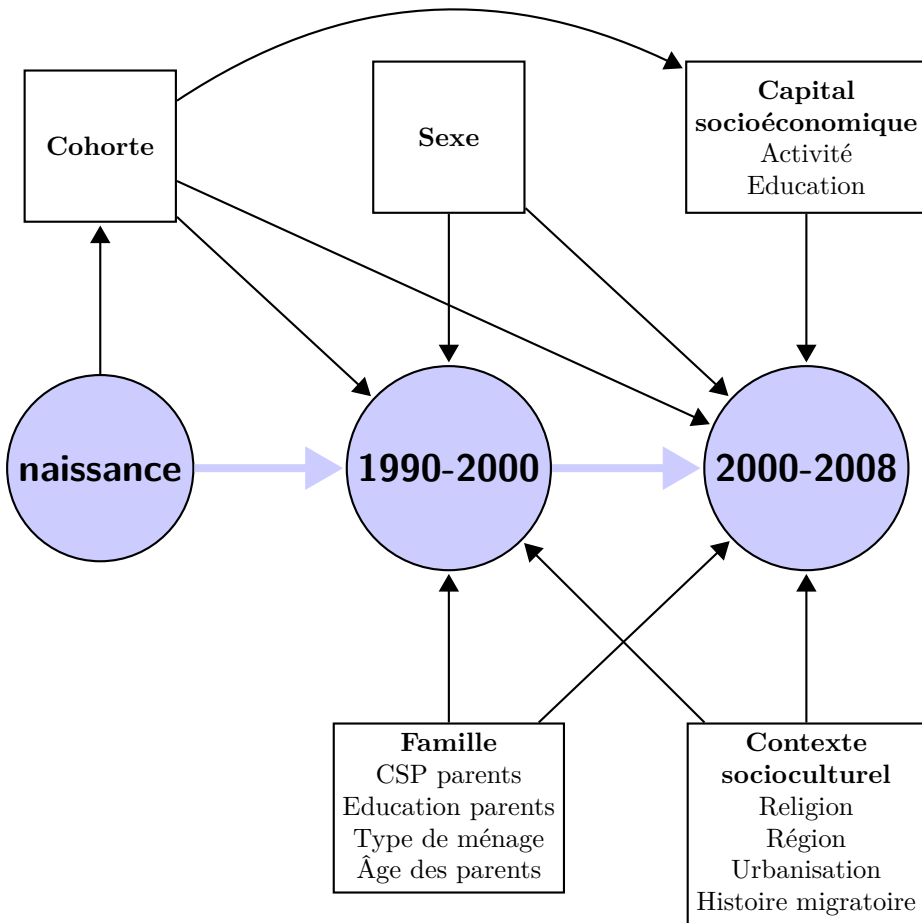 Cohorte
Sexe
Capital
socioéconomique
Activité
Education
naissance
1990-2000
2000-2008
Famille
CSP parents
Education parents
Type de ménage
Âge des parents
Contexte
socioculturel
Religion
Région
Urbanisation
Histoire migratoire